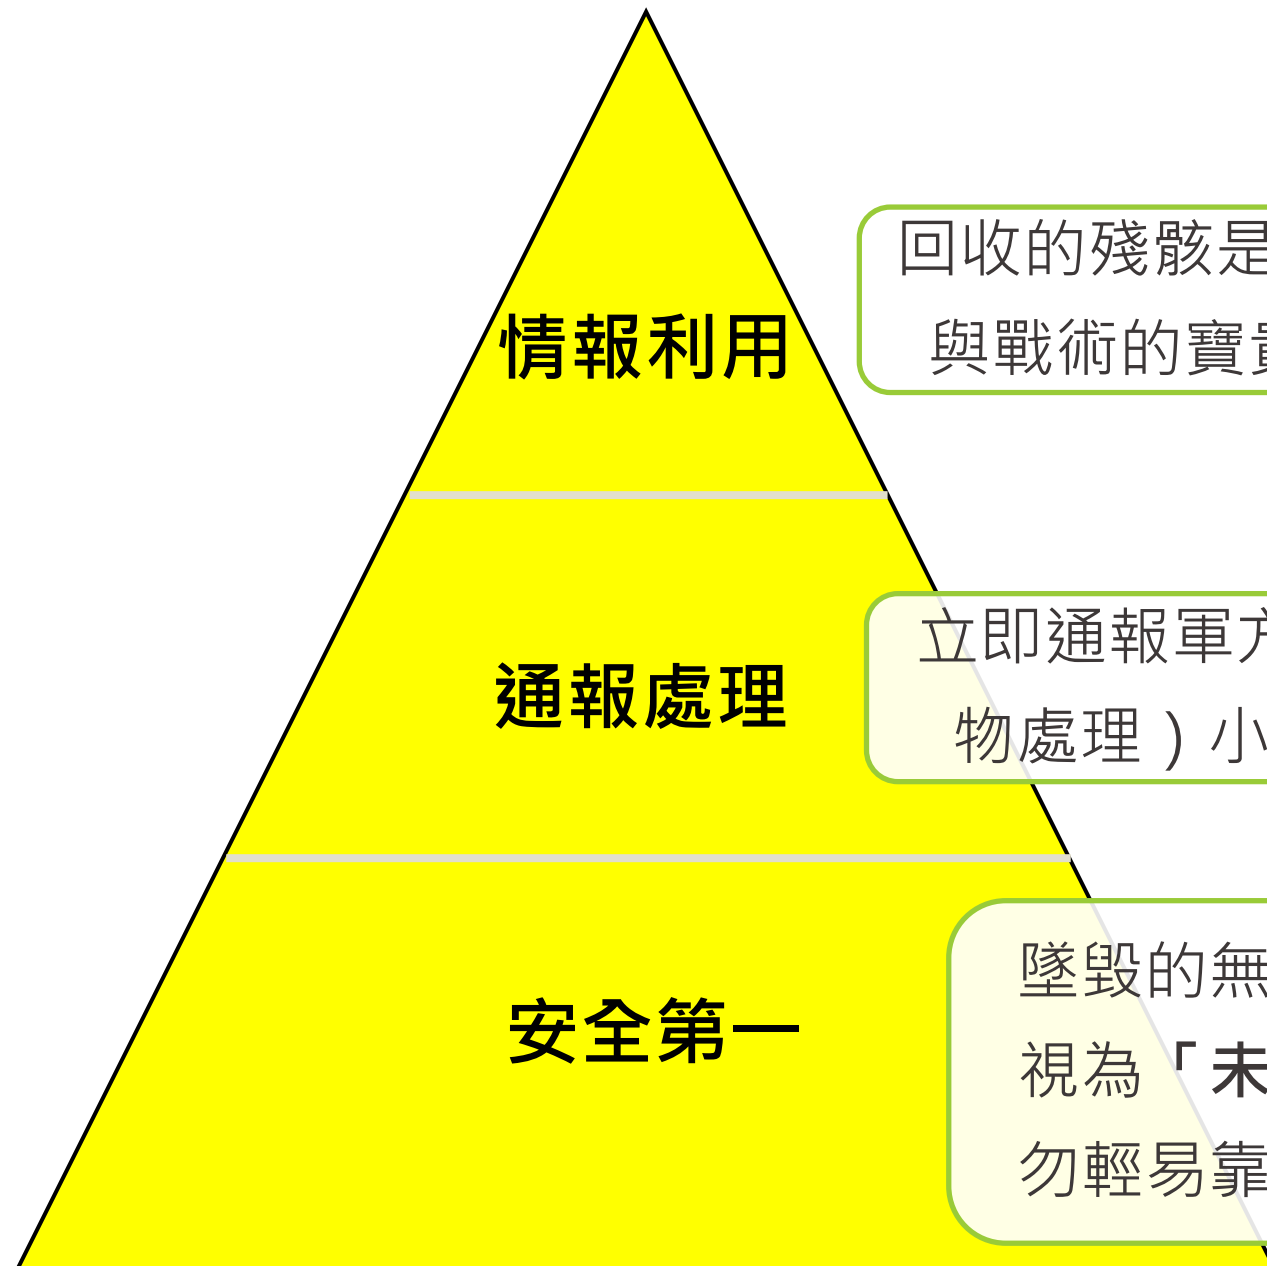 情報利用
回收的殘骸是
與戰術的寶
通報處理
立即通報軍方
物處理）小
安全第一
墜毀的無
視為「未
勿輕易靠